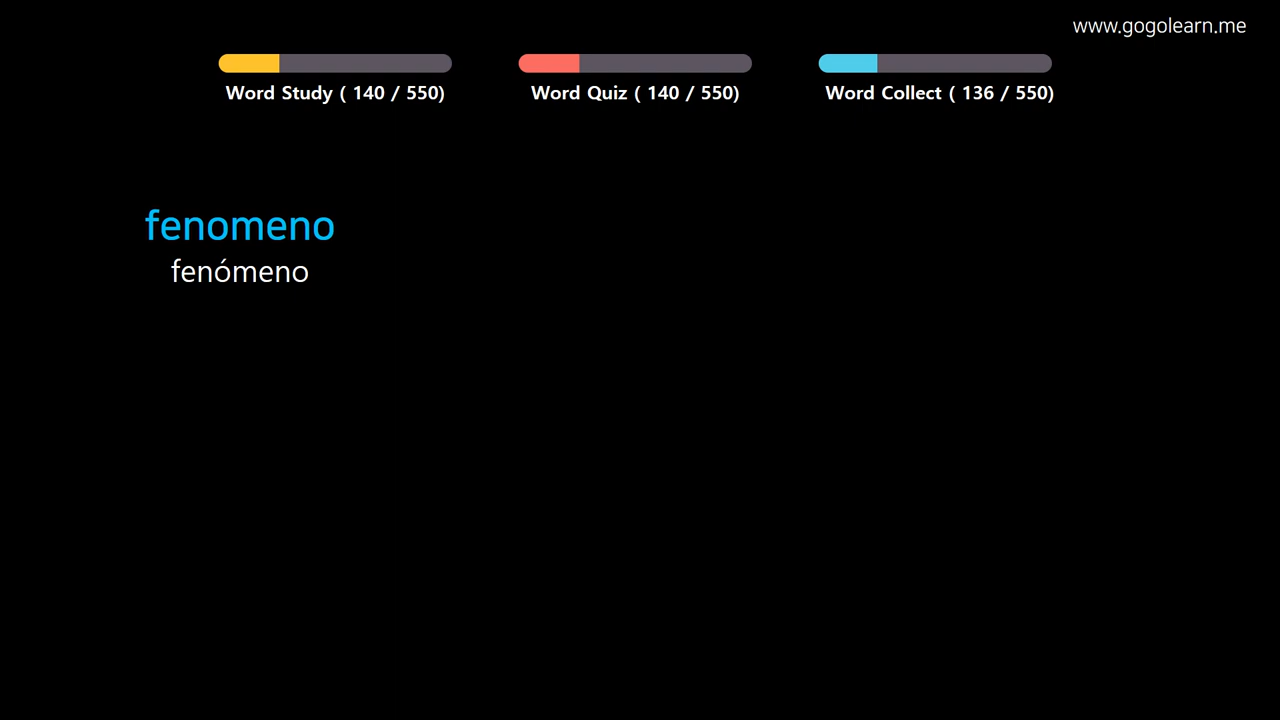 www.gogolearn.me
Word Study ( 140 / 550)
Word Quiz ( 140 / 550)
Word Collect ( 136 / 550)
fenomeno
fenómeno